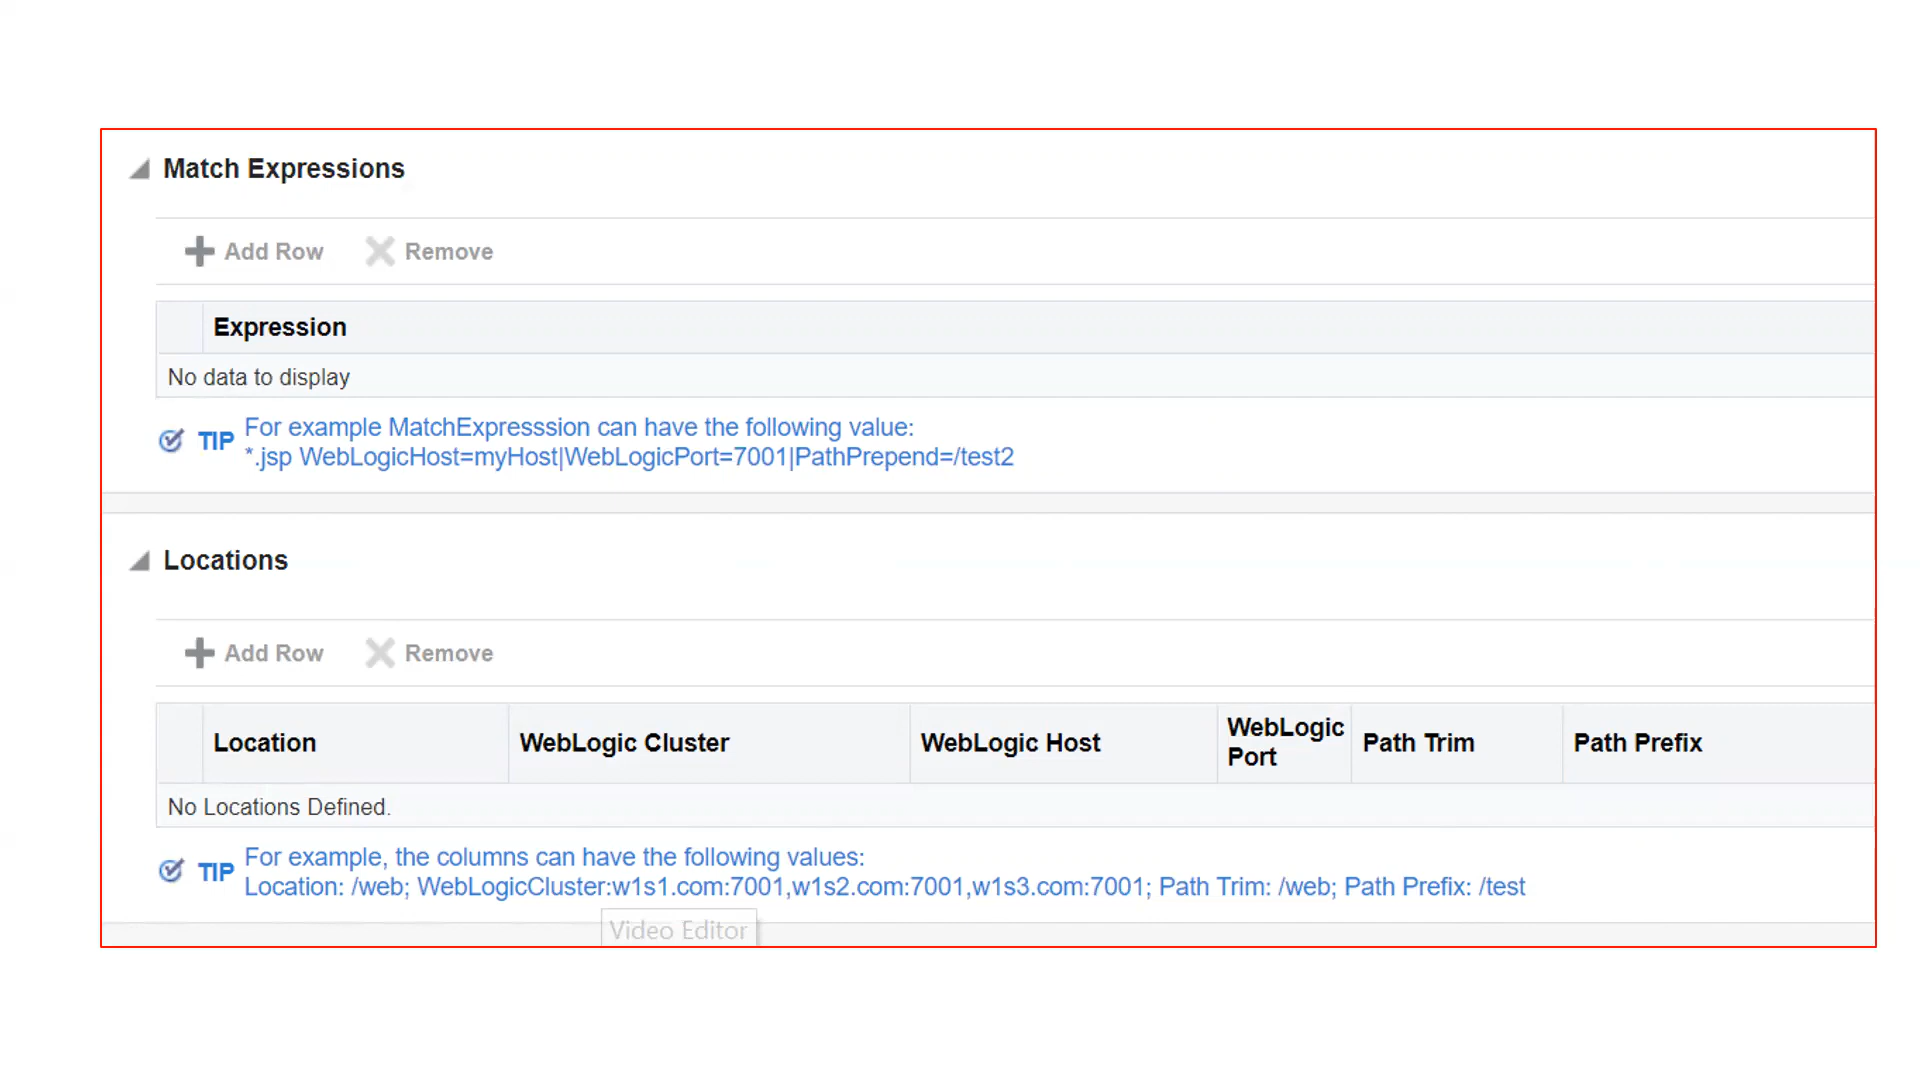 Match Expressions
Add Row Remove
Expression
No data to display
TIP For example MatchExpresssion can have the following value:
*.jsp WebLogicHost=myHost|WebLogicPort=7001|PathPrepend=/test2
Locations
Add Row Remove
Location WebLogic Cluster WebLogic Host WebLogic Port Path Trim Path Prefix
No Locations Defined.
TIP For example, the columns can have the following values:
Location: /web; WebLogicCluster:w1s1.com:7001,w1s2.com:7001,w1s3.com:7001; Path Trim: /web; Path Prefix: /test
Video Editor